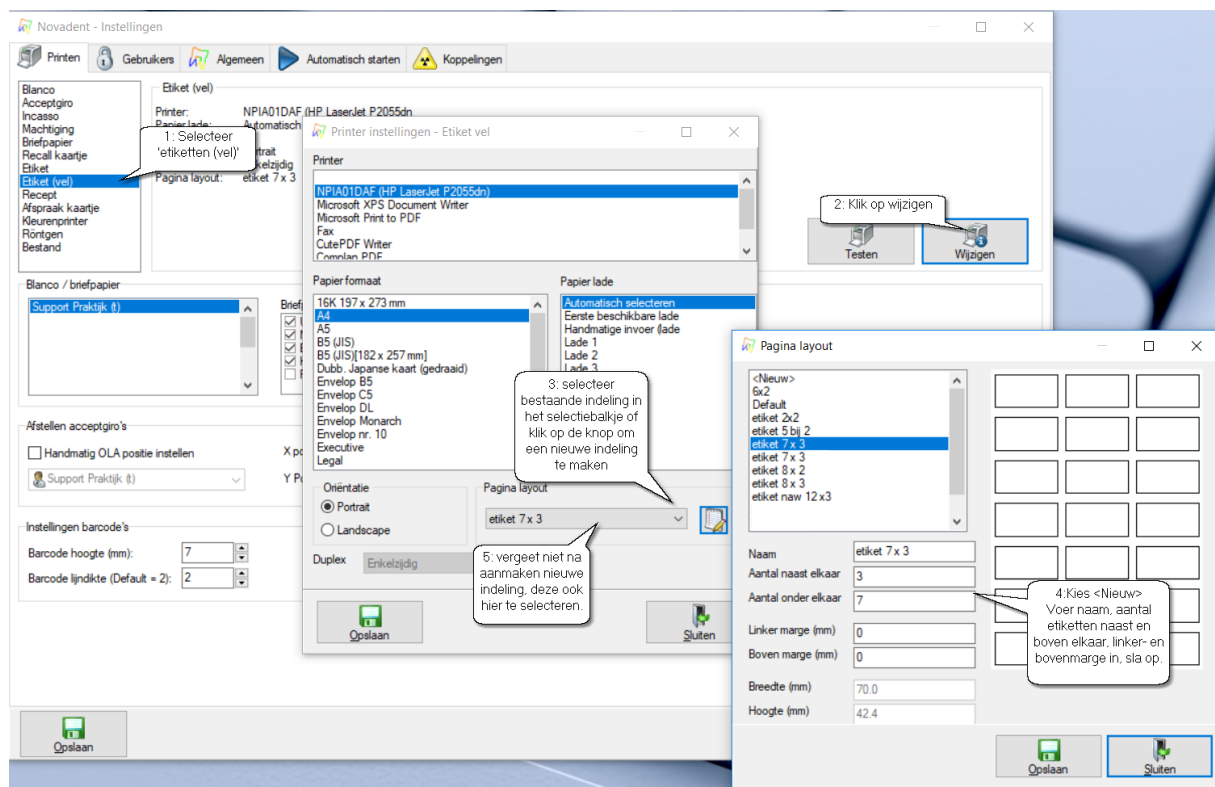 Novadent - Instellingen
Printen
Gebruikers
Algemeen
Automatisch starten
Koppelingen
Blanco
Acceptgiro
Incasso
Machtiging
Briefpapier
Recall kaartje
Etiket
Etiket (vel)
Recept
Afspraak kaartje
Kleurenprinter
Röntgen
Bestand
Etiket (vel)
Printer: NPIA01DAF (HP LaserJet P2055dn
Papier lade: Automatisch
Pagina layout: etiket 7 x 3
1: Selecteer
'etiketten (vel)'
2: Klik op wijzigen
Testen
Wijzigen
Blanco / briefpapier
Support Praktijk (t)
Afstellen acceptgiro's
Handmatig OLA positie instellen
Support Praktijk (t)
Instellingen barcode's
Barcode hoogte (mm): 7
Barcode lijndikte (Default = 2): 2
Opslaan
Printer instellingen - Etiket vel
Printer
NPIA01DAF (HP LaserJet P2055dn)
Microsoft XPS Document Writer
Microsoft Print to PDF
Fax
CutePDF Writer
Complan PDF
Papier formaat
16K 197 x 273 mm
A4
A5
B5 (JIS)
B5 (JIS)[182 x 257 mm]
Dubb. Japanse kaart (gedraaid)
Envelop B5
Envelop C5
Envelop DL
Envelop Monarch
Envelop nr. 10
Executive
Legal
Papier lade
Automatisch selecteren
Eerste beschikbare lade
Handmatige invoer (lade
Lade 1
Lade 2
Lade 3
3: selecteer
bestaande indeling in
het selectiebalkje of
klik op de knop om
een nieuwe indeling
te maken
Oriëntatie
Portrait
Landscape
Pagina layout
etiket 7 x 3
Duplex
Enkelzijdig
5: vergeet niet na
aanmaken nieuwe
indeling, deze ook
hier te selecteren.
Opslaan
Sluiten
Pagina layout
<Nieuw>
6x2
Default
etiket 2x2
etiket 5 bij 2
etiket 7 x 3
etiket 7 x 3
etiket 8 x 2
etiket 8 x 3
etiket naw 12 x3
Naam etiket 7 x 3
Aantal naast elkaar 3
Aantal onder elkaar 7
Linker marge (mm) 0
Boven marge (mm) 0
Breedte (mm) 70.0
Hoogte (mm) 42.4
4:Kies <Nieuw>
Voer naam, aantal
etiketten naast en
boven elkaar, linker- en
bovenmarge in, sla op.
Opslaan
Sluiten